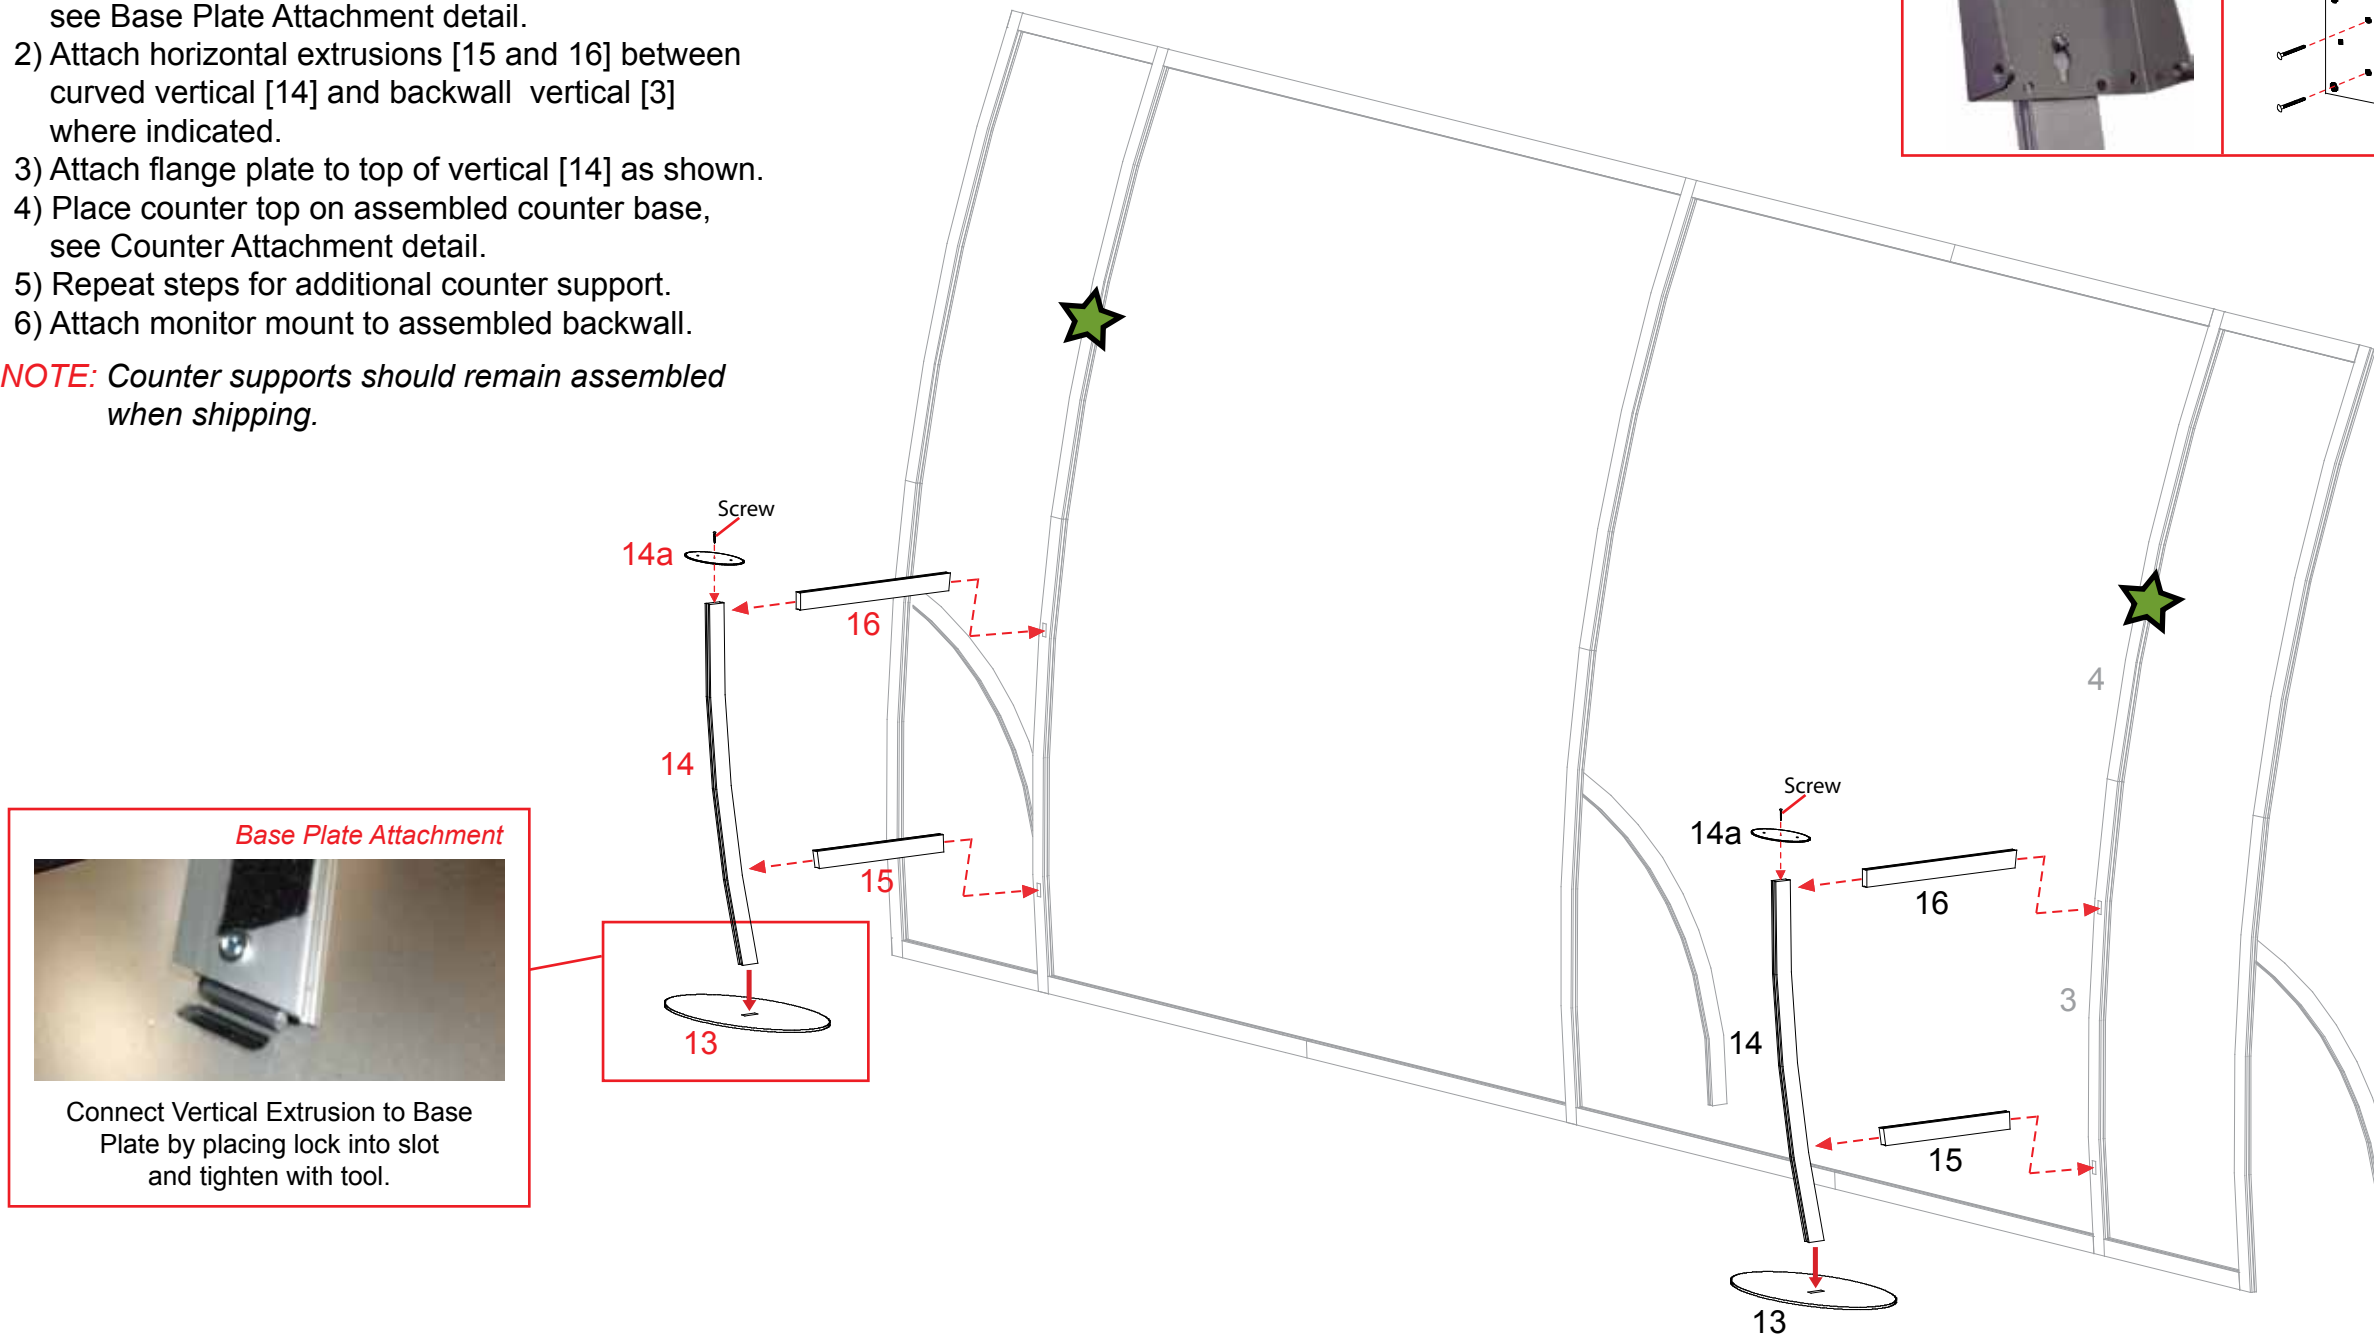 see Base Plate Attachment detail.
2) Attach horizontal extrusions [15 and 16] between
curved vertical [14] and backwall  vertical [3]
where indicated.
3) Attach flange plate to top of vertical [14] as shown.
4) Place counter top on assembled counter base,
see Counter Attachment detail.
5) Repeat steps for additional counter support.
6) Attach monitor mount to assembled backwall.
NOTE: Counter supports should remain assembled
when shipping.
Screw
14a
16
14
15
13
Base Plate Attachment
Connect Vertical Extrusion to Base
Plate by placing lock into slot
and tighten with tool.
4
Screw
14a
16
3
14
15
13